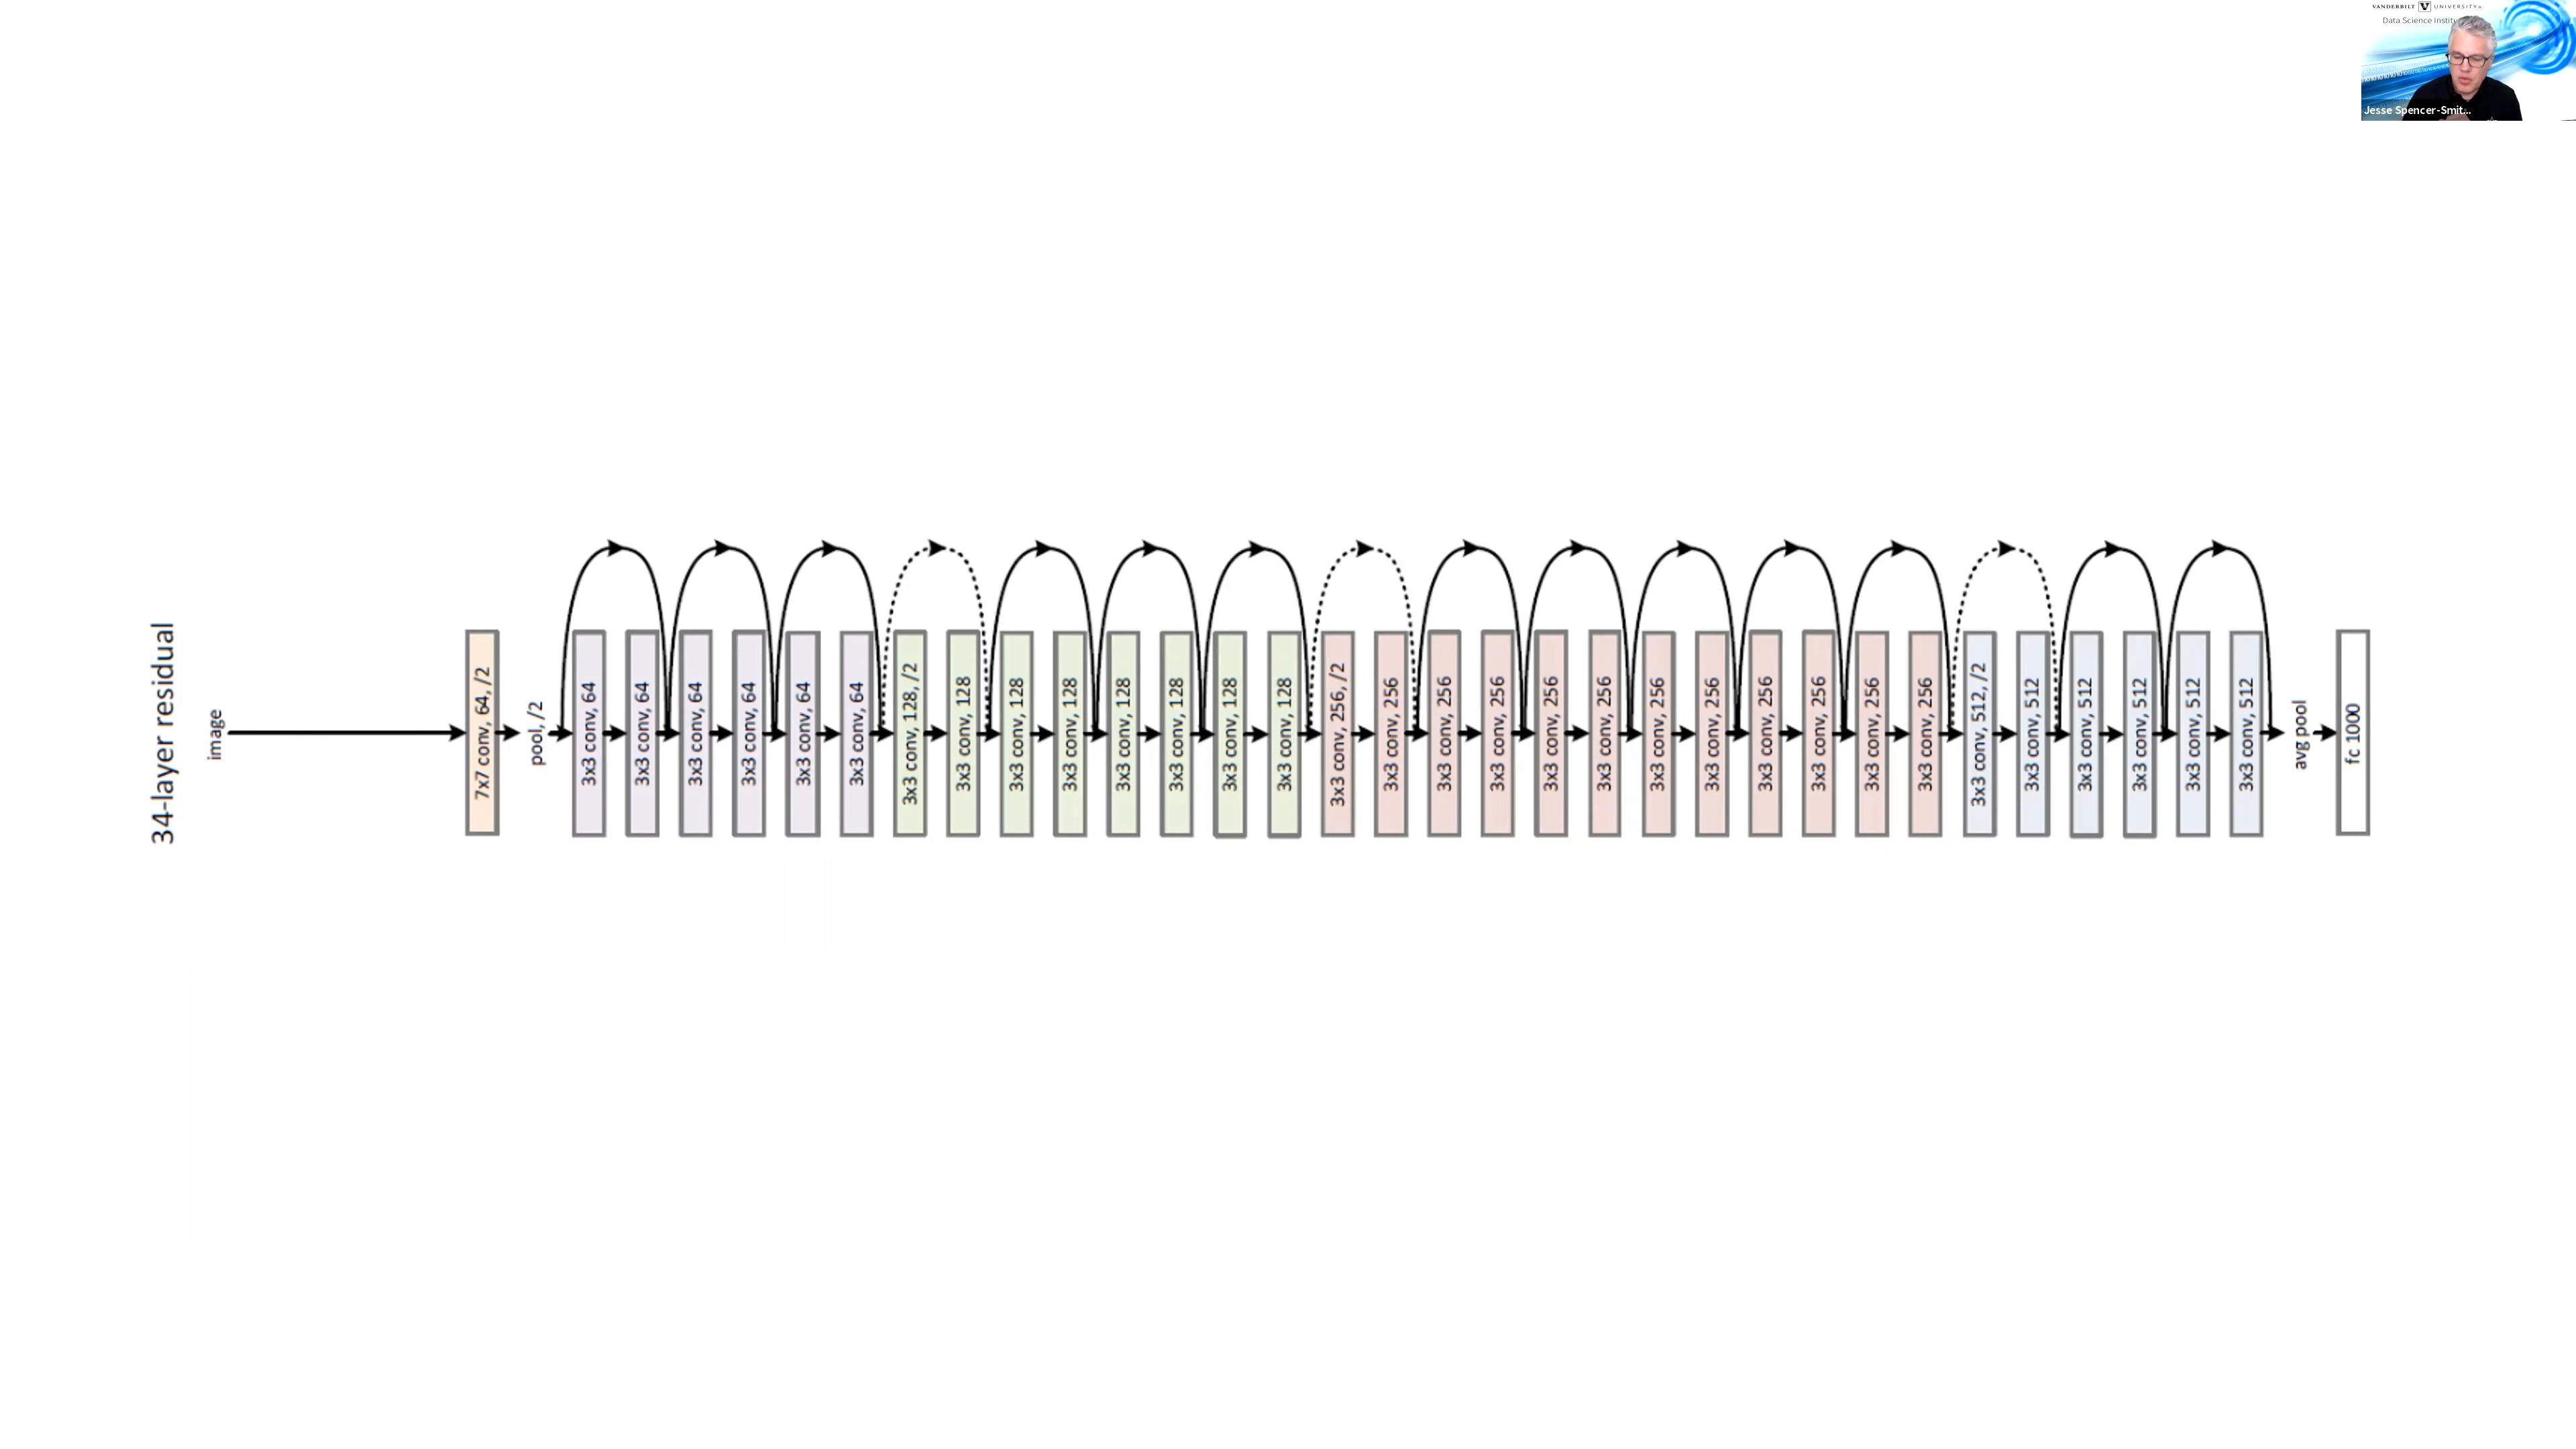 VANDERBILT V UNIVERSITY
Data Science Institu
Jesse Spencer-Smit...
34-layer residual
image
7x7 conv, 64, /2
pool, /2
3x3 conv, 64
3x3 conv, 64
3x3 conv, 64
3x3 conv, 64
3x3 conv, 64
3x3 conv, 64
3x3 conv, 128, /2
3x3 conv, 128
3x3 conv, 128
3x3 conv, 128
3x3 conv, 128
3x3 conv, 128
3x3 conv, 128
3x3 conv, 128
3x3 conv, 256, /2
3x3 conv, 256
3x3 conv, 256
3x3 conv, 256
3x3 conv, 256
3x3 conv, 256
3x3 conv, 256
3x3 conv, 256
3x3 conv, 256
3x3 conv, 256
3x3 conv, 256
3x3 conv, 256
3x3 conv, 512, /2
3x3 conv, 512
3x3 conv, 512
3x3 conv, 512
3x3 conv, 512
3x3 conv, 512
avg pool
fc 1000